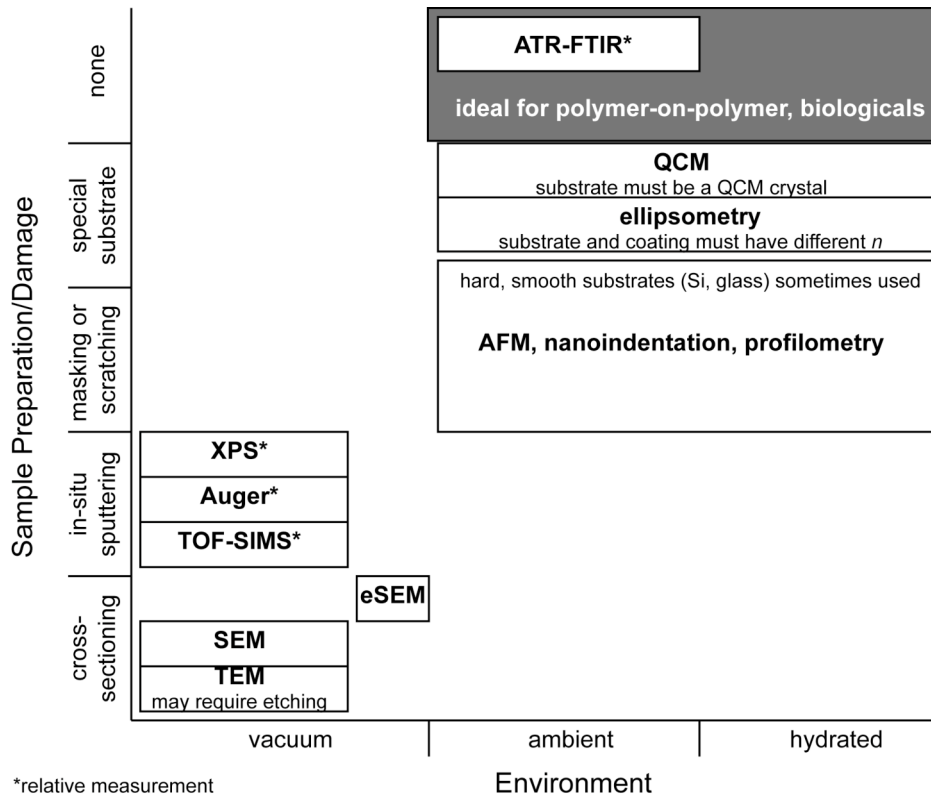 Sample Preparation/Damage
none
special
substrate
masking or
scratching
in-situ
sputtering
cross-
sectioning
ATR-FTIR*
ideal for polymer-on-polymer, biologicals
QCM
substrate must be a QCM crystal
ellipsometry
substrate and coating must have different n
hard, smooth substrates (Si, glass) sometimes used
AFM, nanoindentation, profilometry
XPS*
Auger*
TOF-SIMS*
eSEM
SEM
TEM
may require etching
vacuum
ambient
hydrated
*relative measurement
Environment